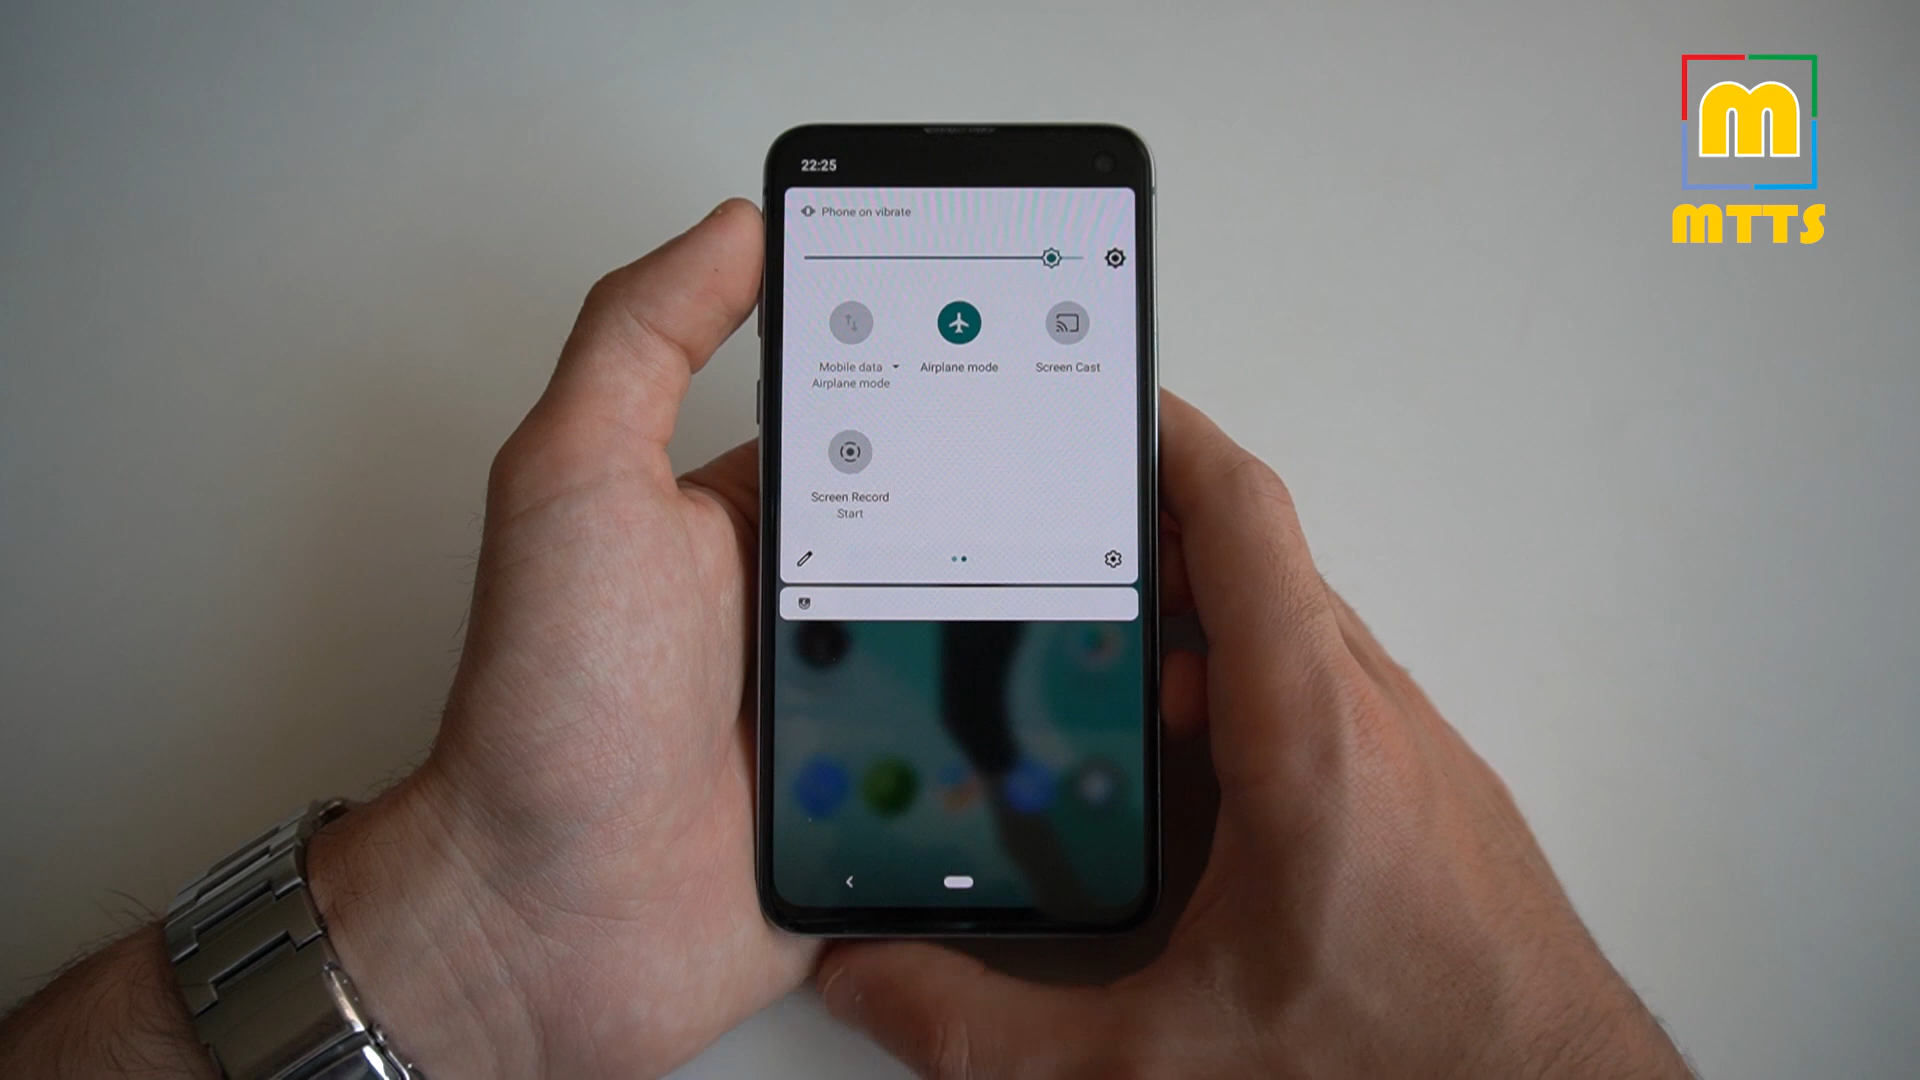 22:25
Phone on vibrate
Mobile data
Airplane mode
Airplane mode
Screen Cast
Screen Record
Start
m
MTTS